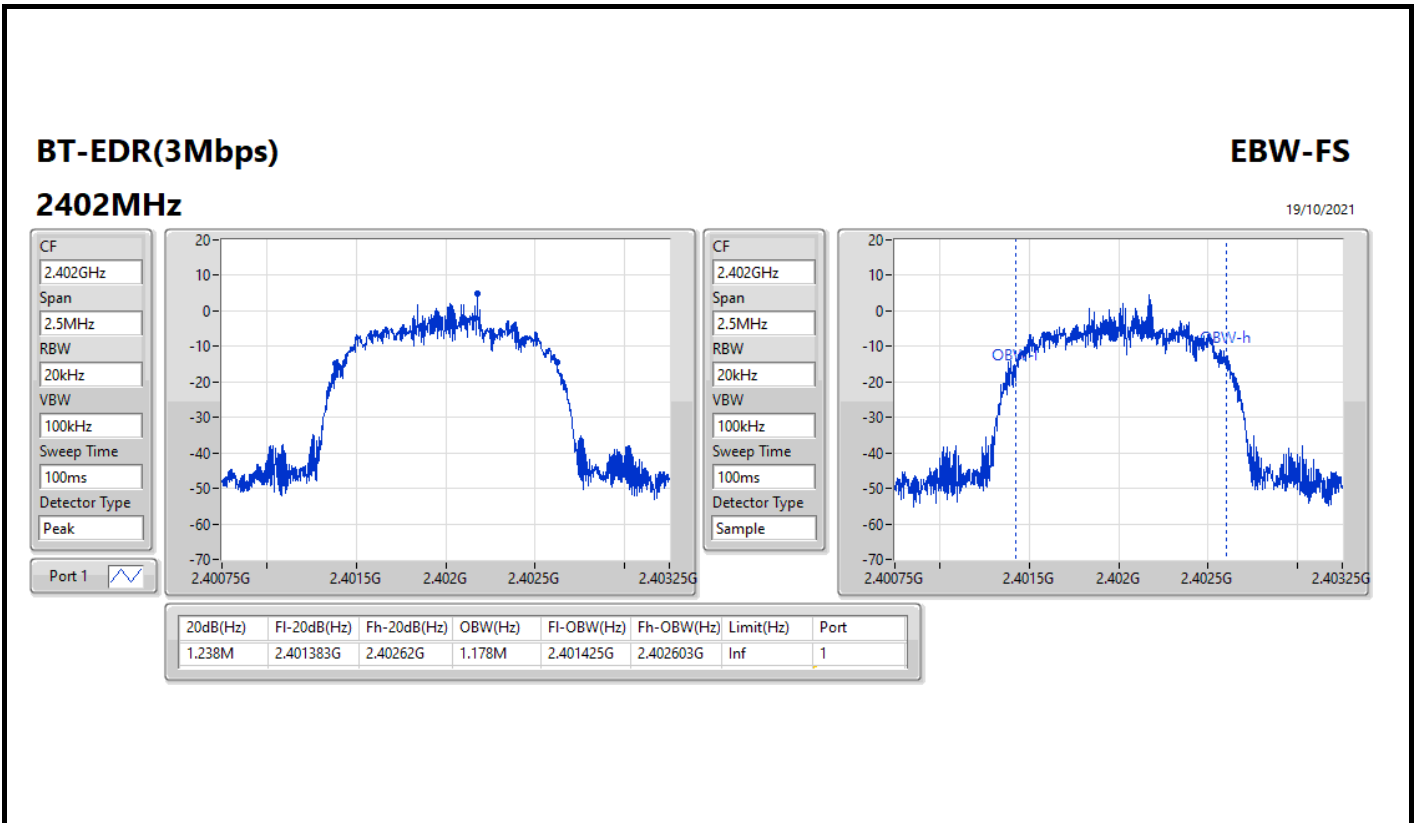 BT-EDR(3Mbps)
EBW-FS
2402MHz
19/10/2021
CF
2.402GHz
Span
2.5MHz
RBW
20kHz
VBW
100kHz
Sweep Time
100ms
Detector Type
Peak
Port 1
20
10
0
-10
-20
-30
-40
-50
-60
-70
2.40075G 2.4015G 2.402G 2.4025G 2.40325G
CF
2.402GHz
Span
2.5MHz
RBW
20kHz
VBW
100kHz
Sweep Time
100ms
Detector Type
Sample
20
10
0
-10
-20
-30
-40
-50
-60
-70
OBW-h
2.40075G 2.4015G 2.402G 2.4025G 2.40325G
20dB(Hz) Fl-20dB(Hz) Fh-20dB(Hz) OBW(Hz) Fl-OBW(Hz) Fh-OBW(Hz) Limit(Hz) Port
1.238M 2.401383G 2.40262G 1.178M 2.401425G 2.402603G Inf 1